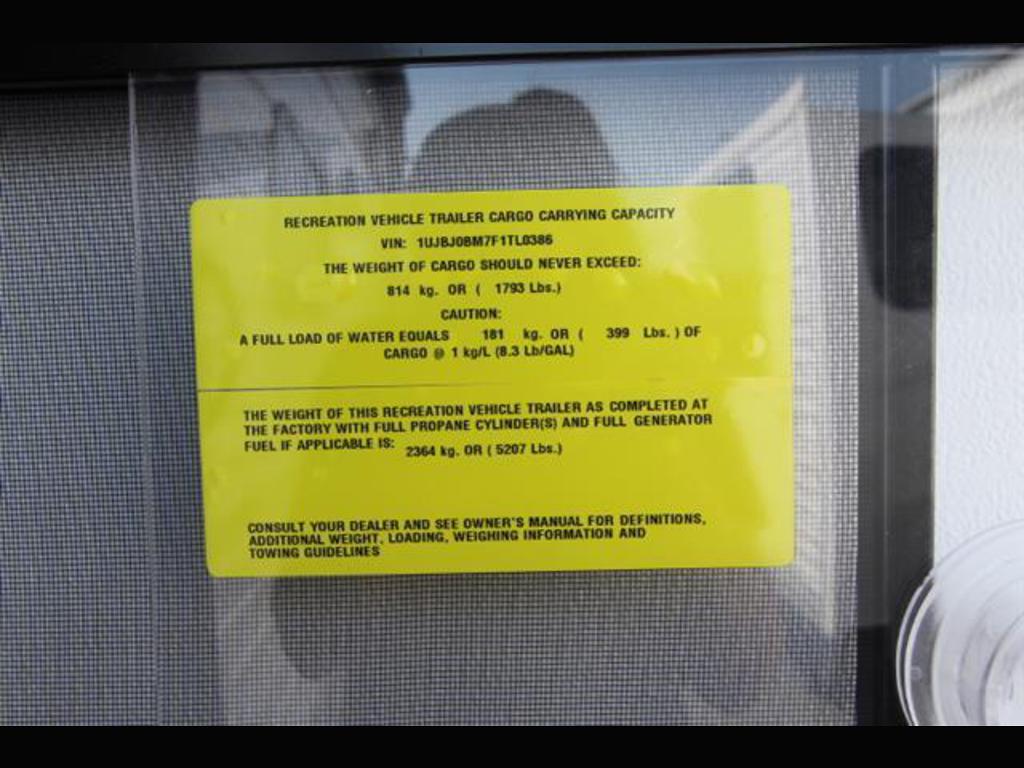 RECREATION VEHICLE TRAILER CARGO CARRYING CAPACITY
VIN: 1UJBJ0BM7F1TL0386
THE WEIGHT OF CARGO SHOULD NEVER EXCEED:
814 kg. OR ( 1793 Lbs.)
CAUTION:
A FULL LOAD OF WATER EQUALS 181 kg. OR ( 399 Lbs. ) OF
CARGO @ 1 kg/L (8.3 Lb/GAL)
THE WEIGHT OF THIS RECREATION VEHICLE TRAILER AS COMPLETED AT
THE FACTORY WITH FULL PROPANE CYLINDER(S) AND FULL GENERATOR
FUEL IF APPLICABLE IS: 2364 kg. OR ( 5207 Lbs.)
CONSULT YOUR DEALER AND SEE OWNER'S MANUAL FOR DEFINITIONS,
ADDITIONAL WEIGHT, LOADING, WEIGHING INFORMATION AND
TOWING GUIDELINES